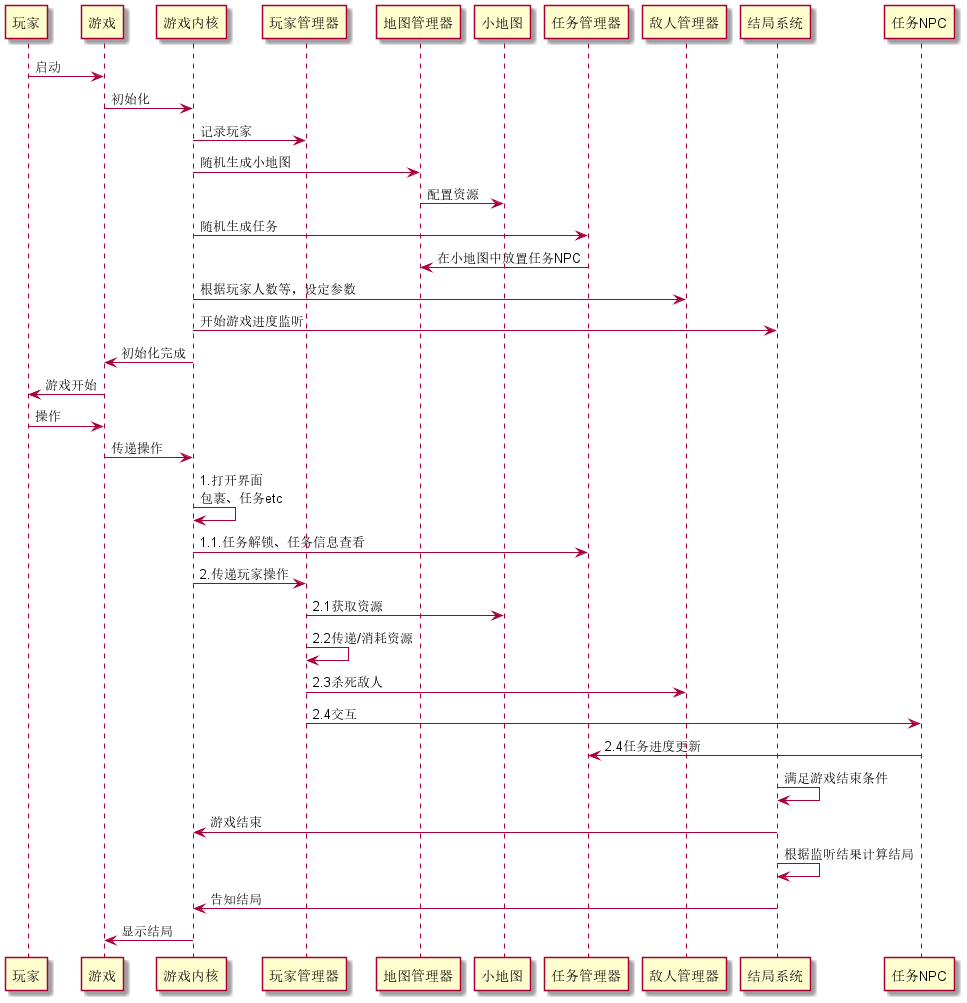 玩家 游戏 游戏内核 玩家管理器 地图管理器 小地图 任务管理器 敌人管理器 结局系统 任务NPC
启动
初始化
记录玩家
随机生成小地图
配置资源
随机生成任务
在小地图中放置任务NPC
根据玩家人数等，设定参数
开始游戏进度监听
初始化完成
游戏开始
操作
传递操作
1.打开界面
包裹、任务etc
1.1.任务解锁、任务信息查看
2.传递玩家操作
2.1获取资源
2.2传递/消耗资源
2.3杀死敌人
2.4交互
2.4任务进度更新
满足游戏结束条件
游戏结束
根据监听结果计算结局
告知结局
显示结局
玩家 游戏 游戏内核 玩家管理器 地图管理器 小地图 任务管理器 敌人管理器 结局系统 任务NPC